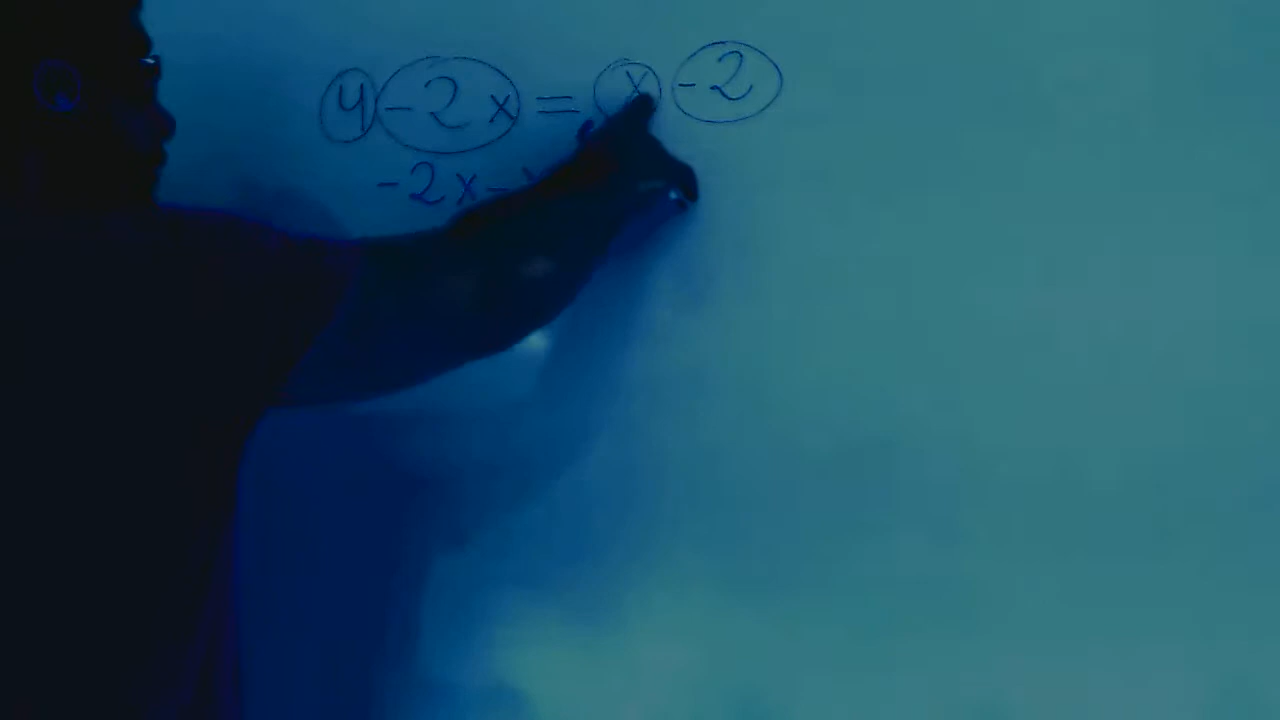 4 - 2x = x - 2
-2x - x